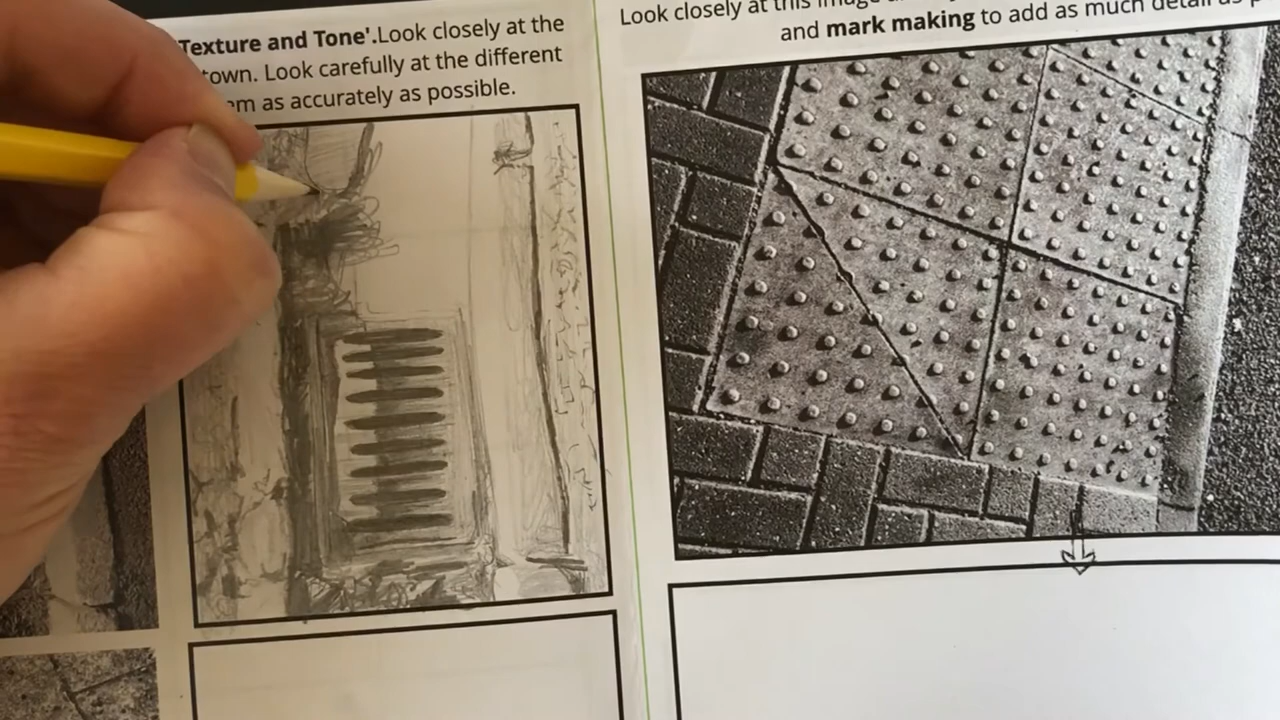 Texture and Tone'.Look closely at the
town. Look carefully at the different
as accurately as possible.
Look closely at this image
and mark making to add as much detail as